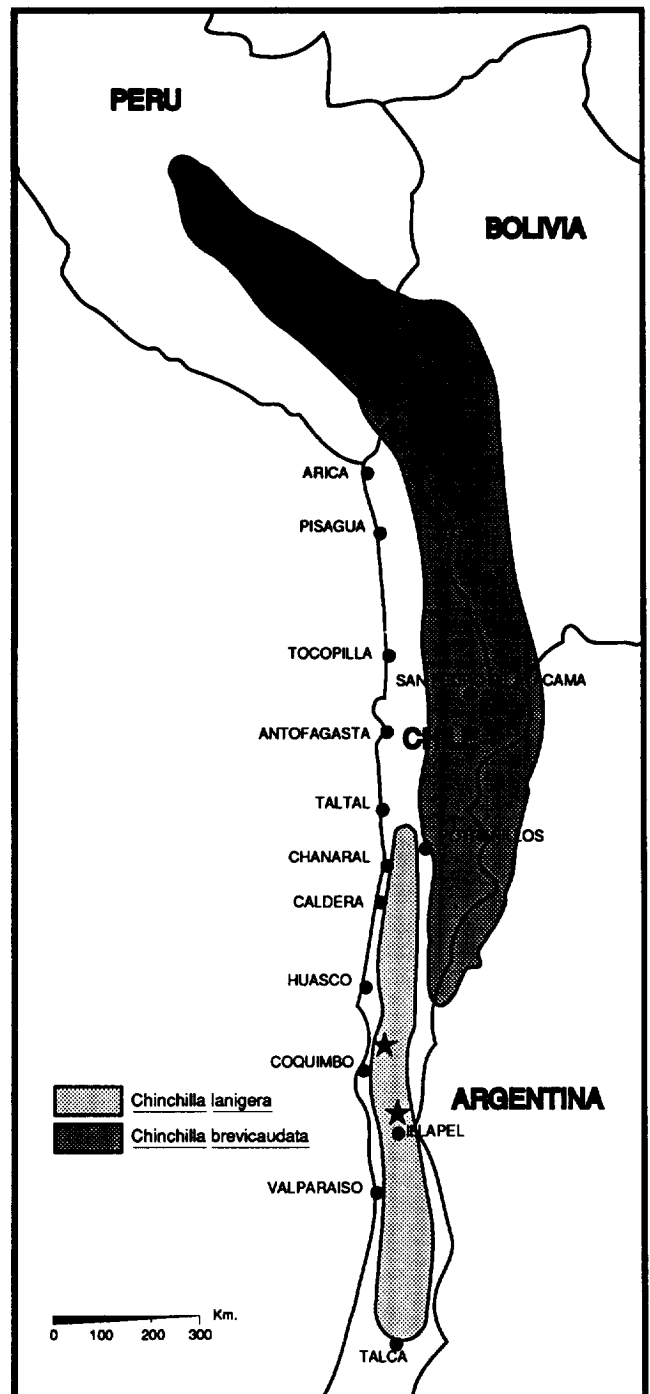 PERU
BOLIVIA
ARICA
PISAGUA
TOCOPILLA
ANTOFAGASTA
TALTAL
CHANARAL
CALDERA
HUASCO
COQUIMBO
ARGENTINA
Chinchilla lanigera
Chinchilla brevicaudata
VALPARAISO
Km.
0 100 200 300
TALCA